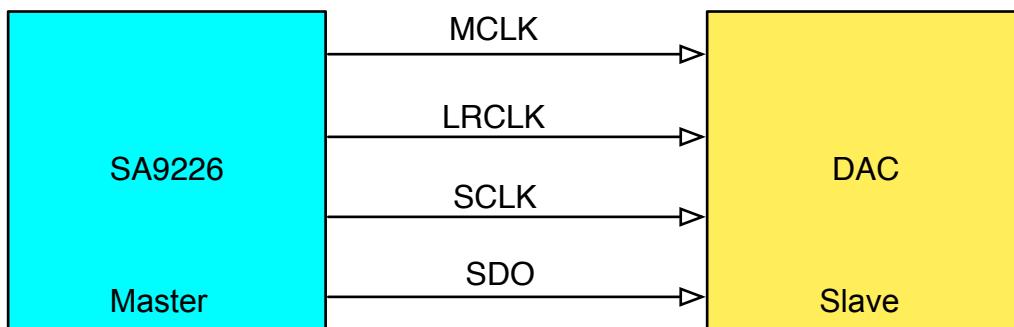 MCLK
LRCLK
SA9226
DAC
SCLK
SDO
Master
Slave